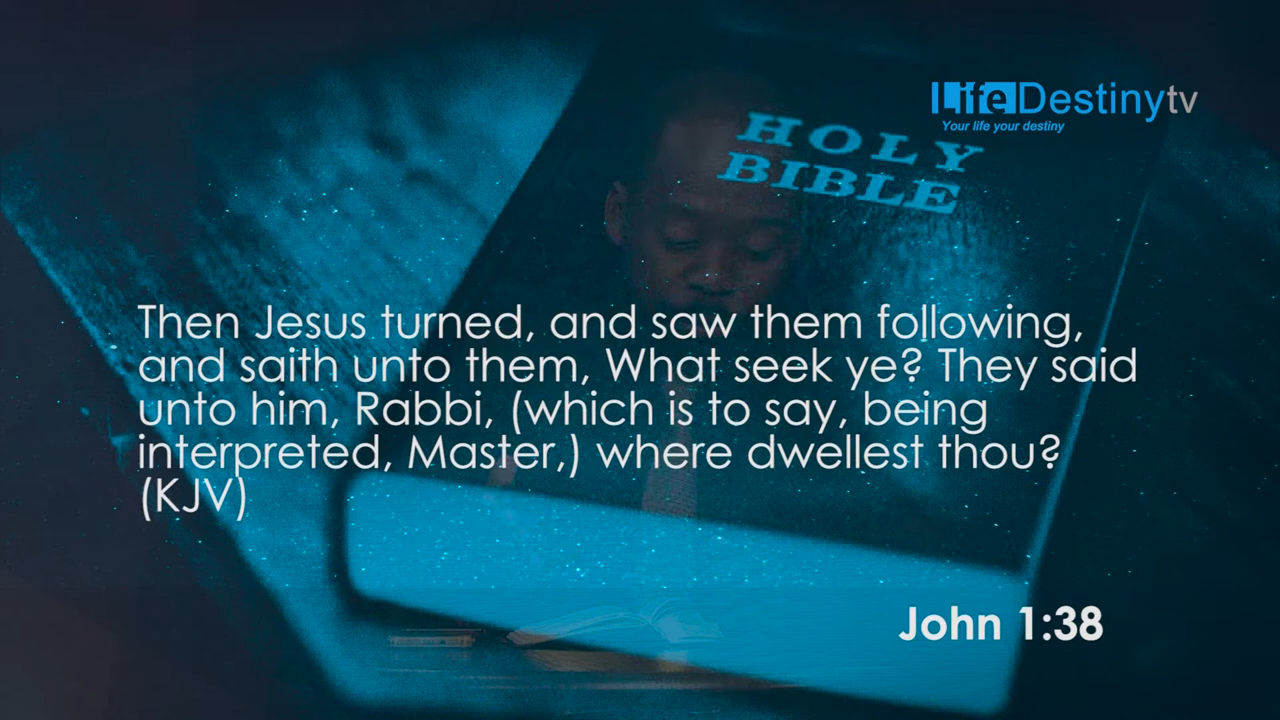 LifeDestinytv
Your life your destiny
HOLY
BIBLE
Then Jesus turned, and saw them following,
and saith unto them, What seek ye? They said
unto him, Rabbi, (which is to say, being
interpreted, Master,) where dwellest thou?
(KJV)
John 1:38